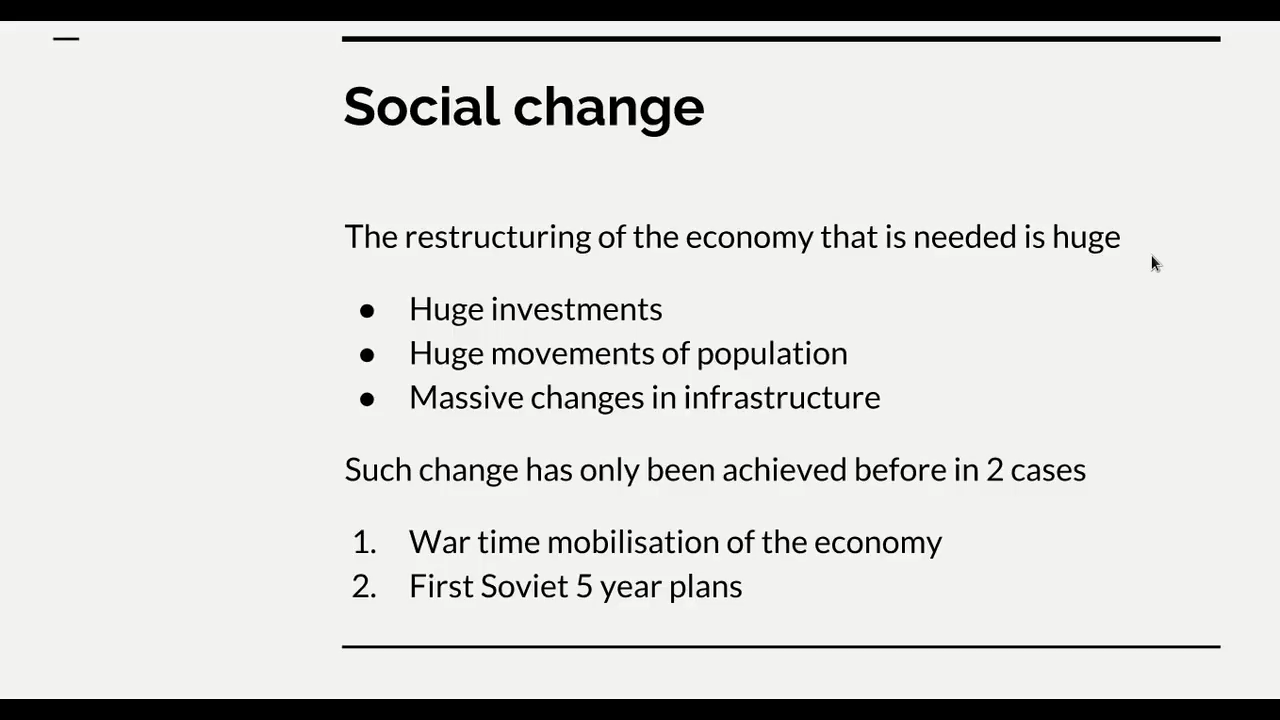 Social change
The restructuring of the economy that is needed is huge
● Huge investments
● Huge movements of population
● Massive changes in infrastructure
Such change has only been achieved before in 2 cases
1. War time mobilisation of the economy
2. First Soviet 5 year plans